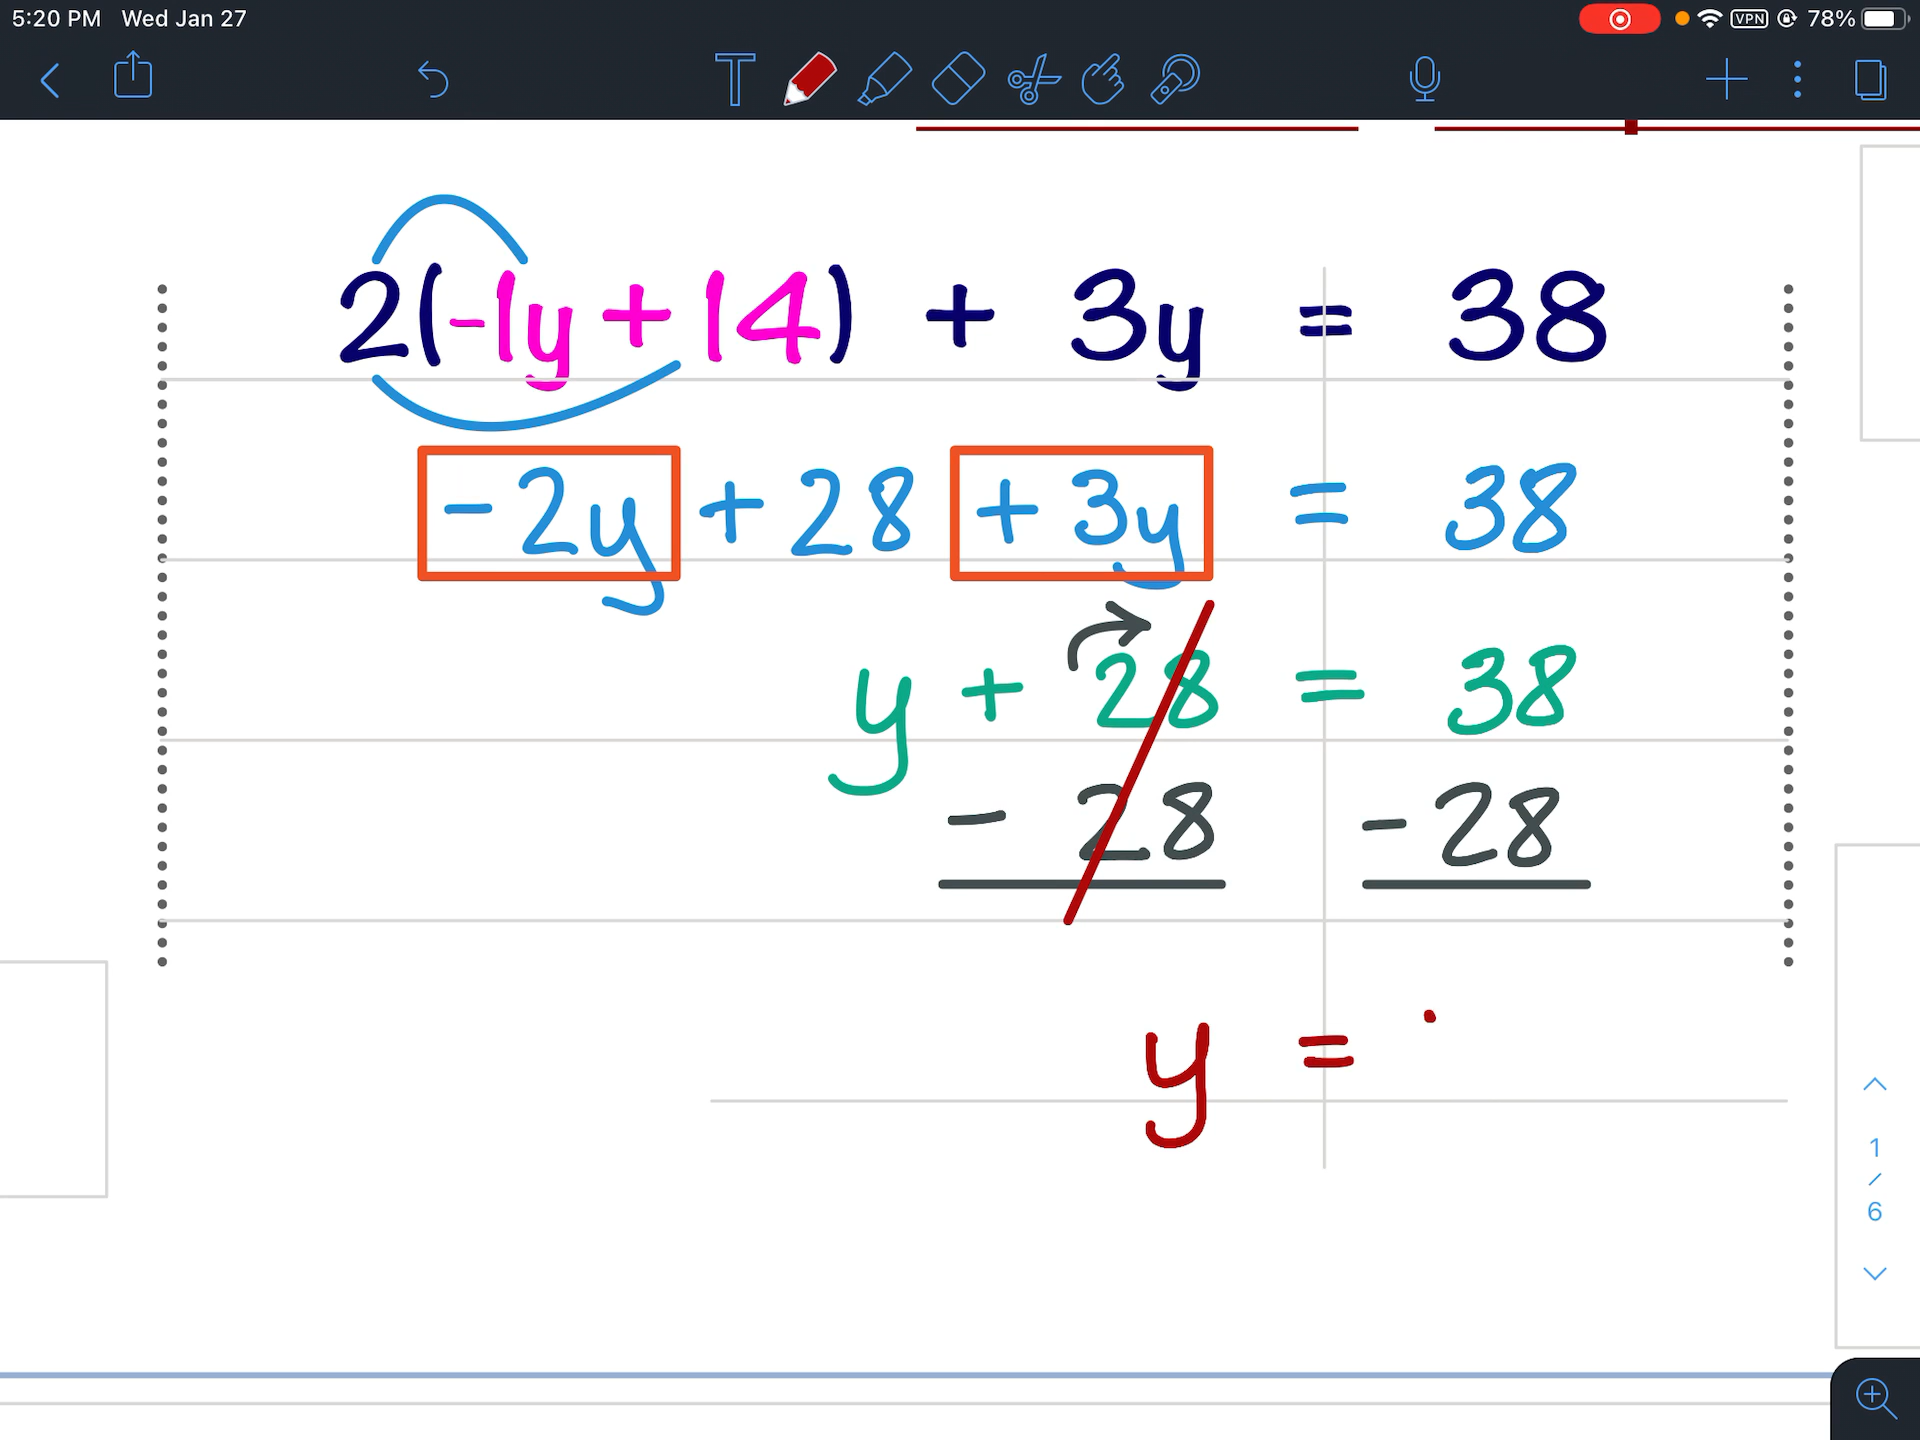 5:20 PM Wed Jan 27
VPN 78%
T
2(-1y+14) + 3y = 38
- 2y + 28 + 3y = 38
y + 28 = 38
- 28 - 28
y =
1
/
6